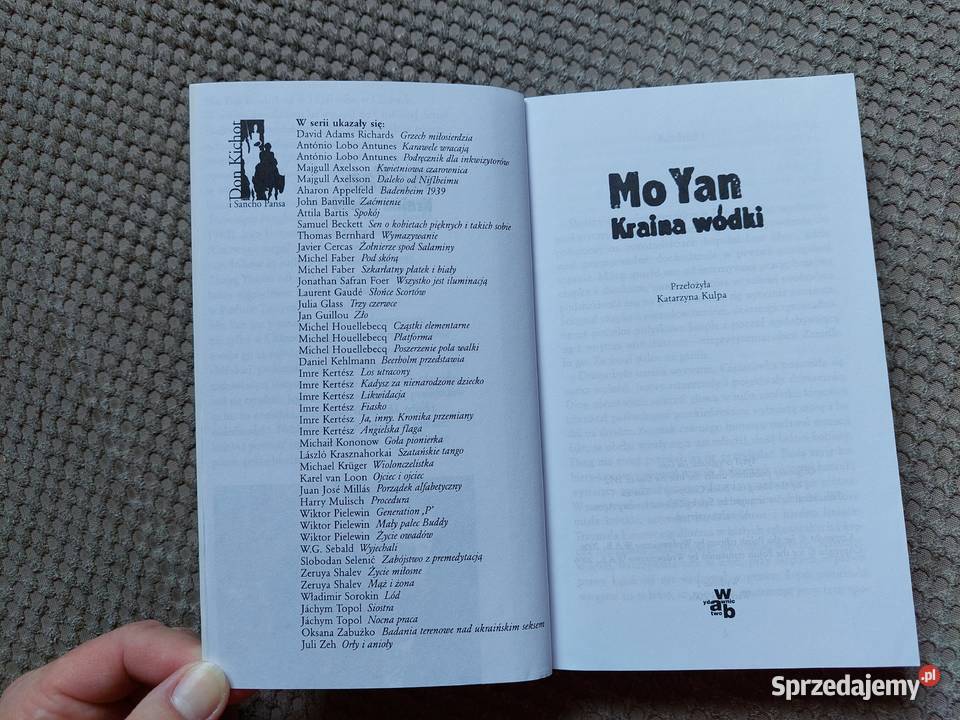 Don Kichot
i Sancho Pansa
W serii ukazały się:
David Adams Richards Grzech miłosierdzia
António Lobo Antunes Karawele wracają
António Lobo Antunes Podręcznik dla inkwizytorów
Majgull Axelsson Kwietniowa czarownica
Majgull Axelsson Daleko od Niflheimu
Aharon Appelfeld Badenheim 1939
John Banville Zaćmienie
Attila Bartis Spokój
Samuel Beckett Sen o kobietach pięknych i takich sobie
Thomas Bernhard Wymazywanie
Javier Cercas Żołnierze spod Salaminy
Michel Faber Pod skórą
Michel Faber Szkarłatny płatek i biały
Jonathan Safran Foer Wszystko jest iluminacją
Laurent Gaudé Słońce Scortów
Julia Glass Trzy czerwce
Jan Guillou Zło
Michel Houellebecq Cząstki elementarne
Michel Houellebecq Platforma
Michel Houellebecq Poszerzenie pola walki
Daniel Kehlmann Beerholm przedstawia
Imre Kertész Los utracony
Imre Kertész Kadysz za nienarodzone dziecko
Imre Kertész Likwidacja
Imre Kertész Fiasko
Imre Kertész Ja, inny. Kronika przemiany
Imre Kertész Angielska flaga
Michaił Kononow Goła pionierka
László Krasznahorkai Szatańskie tango
Michael Krüger Wiolonczelistka
Karel van Loon Ojciec i ojciec
Juan José Millás Porządek alfabetyczny
Harry Mulisch Procedura
Wiktor Pielewin Generation ‚P’
Wiktor Pielewin Mały palec Buddy
Wiktor Pielewin Życie owadów
W.G. Sebald Wyjechali
Slobodan Selenić Zabójstwo z premedytacją
Zeruya Shalev Życie miłosne
Zeruya Shalev Mąż i żona
Władimir Sorokin Lód
Jáchym Topol Siostra
Jáchym Topol Nocna praca
Oksana Zabużko Badania terenowe nad ukraińskim seksem
Juli Zeh Orły i anioły
Mo Yan
Kraina wódki
Przełożyła
Katarzyna Kulpa
w
ydawnic
a
two
b
Sprzedajemy.pl